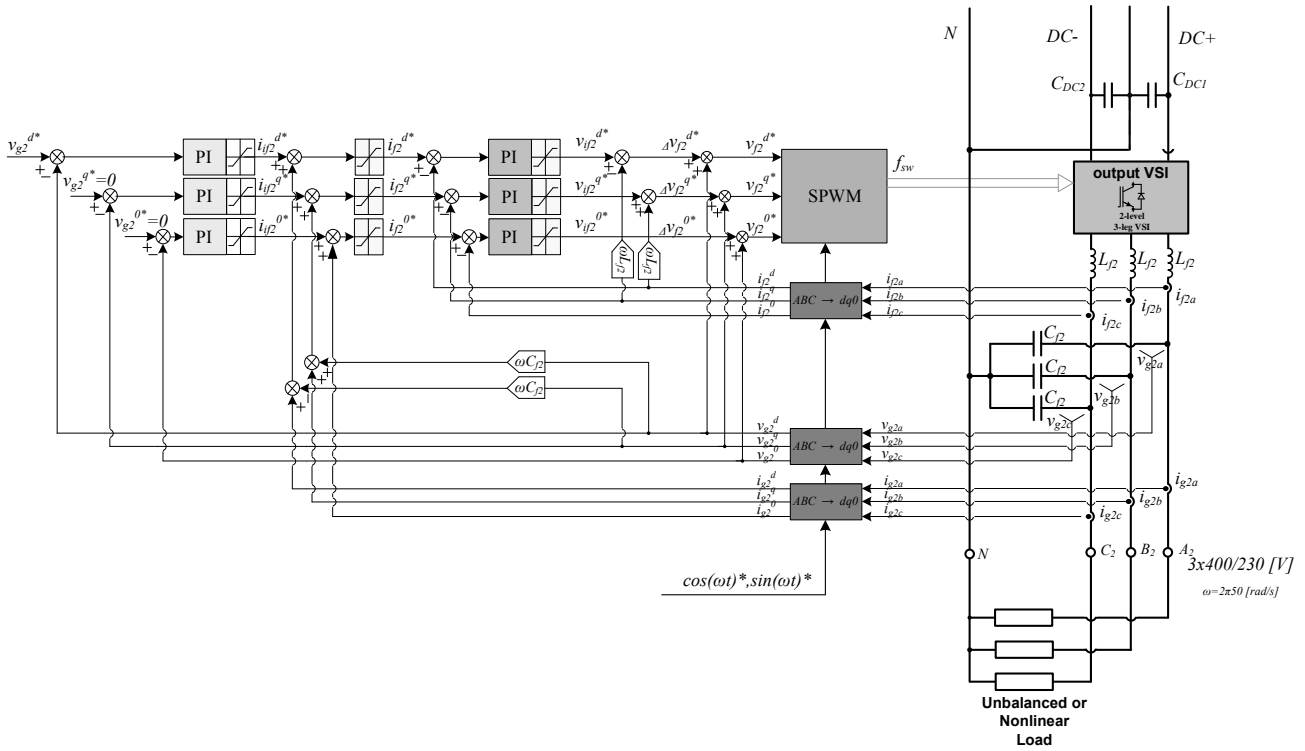 N
DC-
DC+
C_DC2
C_DC1
v_g2^d*
PI
i_if2^d*
i_f2^d*
PI
v_if2^d*
Δv_f2^d*
v_f2^d*
v_g2^q*=0
PI
i_if2^q*
i_f2^q*
PI
v_if2^q*
Δv_f2^q*
v_f2^q*
v_g2^0*=0
PI
i_if2^0*
i_f2^0*
PI
v_if2^0*
Δv_f2^0*
v_f2^0*
SPWM
f_sw
output VSI
2-level
3-leg VSI
ωL_f2
ωL_f2
L_f2
L_f2
L_f2
i_f2^d
i_f2^q
i_f2^0
ABC → dq0
i_f2a
i_f2b
i_f2c
i_f2a
i_f2b
i_f2c
C_f2
C_f2
C_f2
v_g2a
v_g2b
v_g2c
ωC_f2
ωC_f2
v_g2^d
v_g2^q
v_g2^0
ABC → dq0
v_g2a
v_g2b
v_g2c
i_g2^d
i_g2^q
i_g2^0
ABC → dq0
i_g2a
i_g2b
i_g2c
i_g2a
i_g2b
i_g2c
N
C_2
B_2
A_2
3x400/230 [V]
ω=2π50 [rad/s]
cos(ωt)*,sin(ωt)*
Unbalanced or
Nonlinear
Load